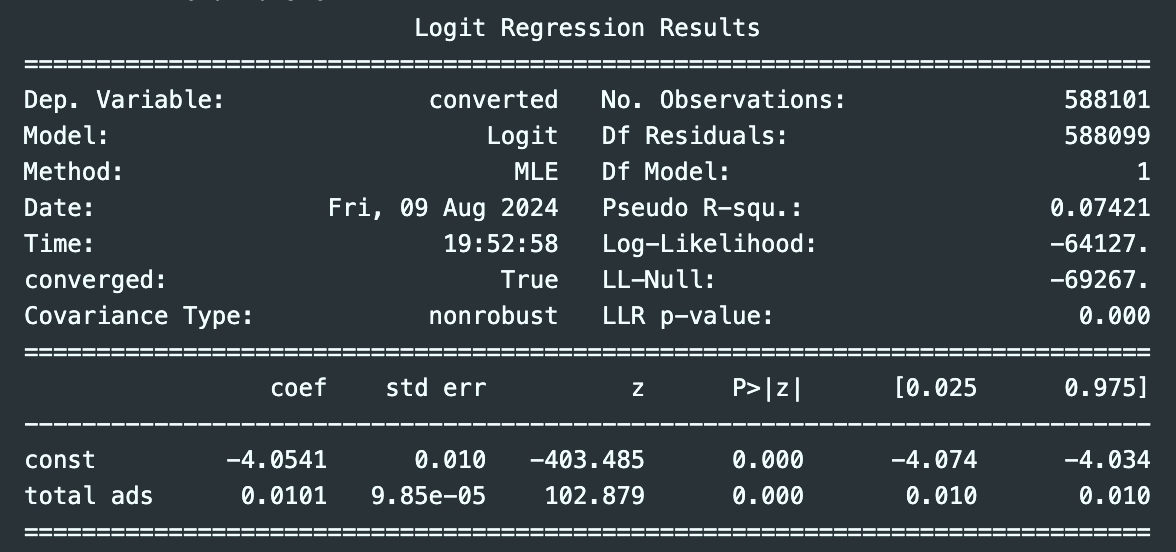 Logit Regression Results
==============================================================================
Dep. Variable:              converted   No. Observations:               588101
Model:                          Logit   Df Residuals:                   588099
Method:                           MLE   Df Model:                            1
Date:                Fri, 09 Aug 2024   Pseudo R-squ.:                 0.07421
Time:                        19:52:58   Log-Likelihood:                -64127.
converged:                       True   LL-Null:                       -69267.
Covariance Type:            nonrobust   LLR p-value:                     0.000
==============================================================================
                 coef    std err          z      P>|z|      [0.025      0.975]
------------------------------------------------------------------------------
const         -4.0541      0.010   -403.485      0.000      -4.074      -4.034
total ads      0.0101   9.85e-05    102.879      0.000       0.010       0.010
==============================================================================